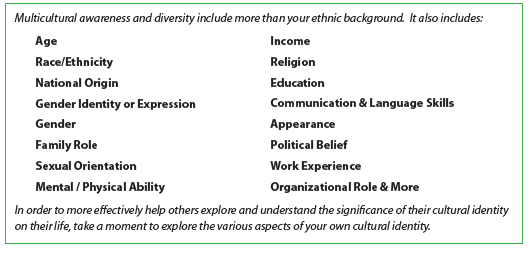 Multicultural awareness and diversity include more than your ethnic background.  It also includes:
Age
Race/Ethnicity
National Origin
Gender Identity or Expression
Gender
Family Role
Sexual Orientation
Mental / Physical Ability
Income
Religion
Education
Communication & Language Skills
Appearance
Political Belief
Work Experience
Organizational Role & More
In order to more effectively help others explore and understand the significance of their cultural identity
on their life, take a moment to explore the various aspects of your own cultural identity.